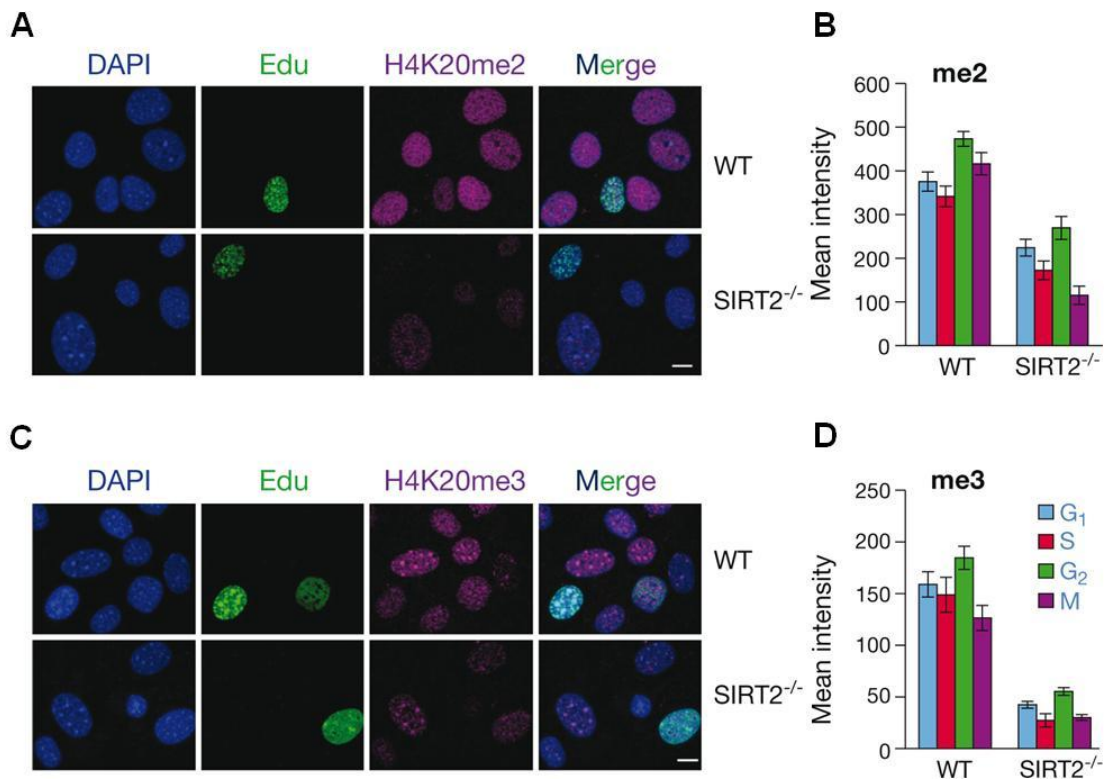 A
DAPI Edu H4K20me2 Merge
WT
SIRT2-/-
B
me2
Mean intensity
600
500
400
300
200
100
0
WT SIRT2-/-
C
DAPI Edu H4K20me3 Merge
WT
SIRT2-/-
D
me3
Mean intensity
250
200
150
100
50
0
G1
S
G2
M
WT SIRT2-/-